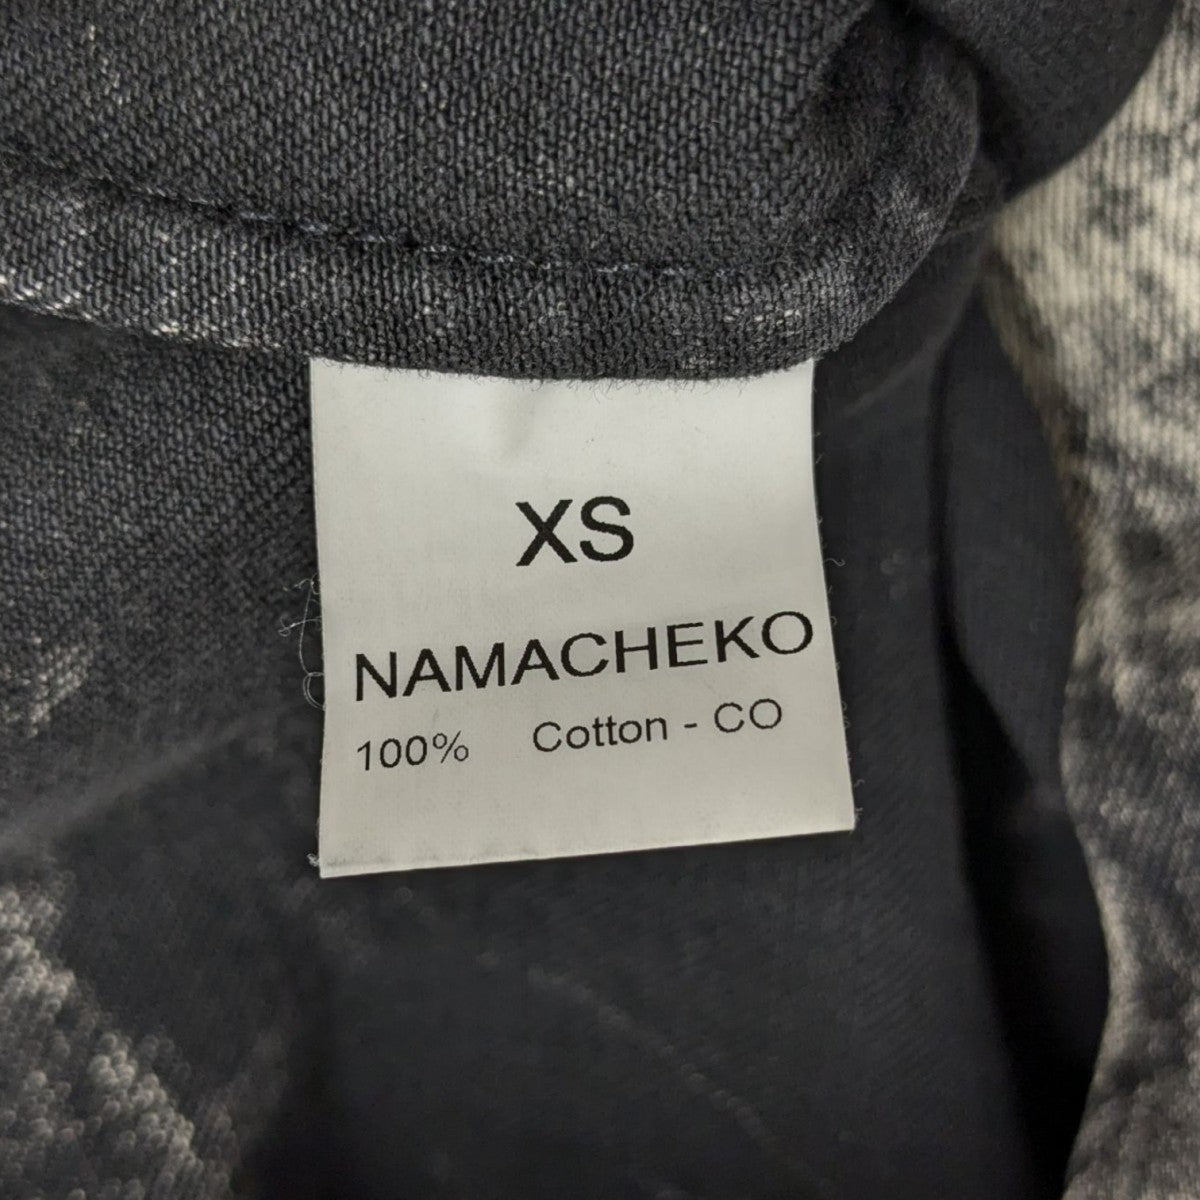 XS
NAMACHEKO
100% Cotton - CO